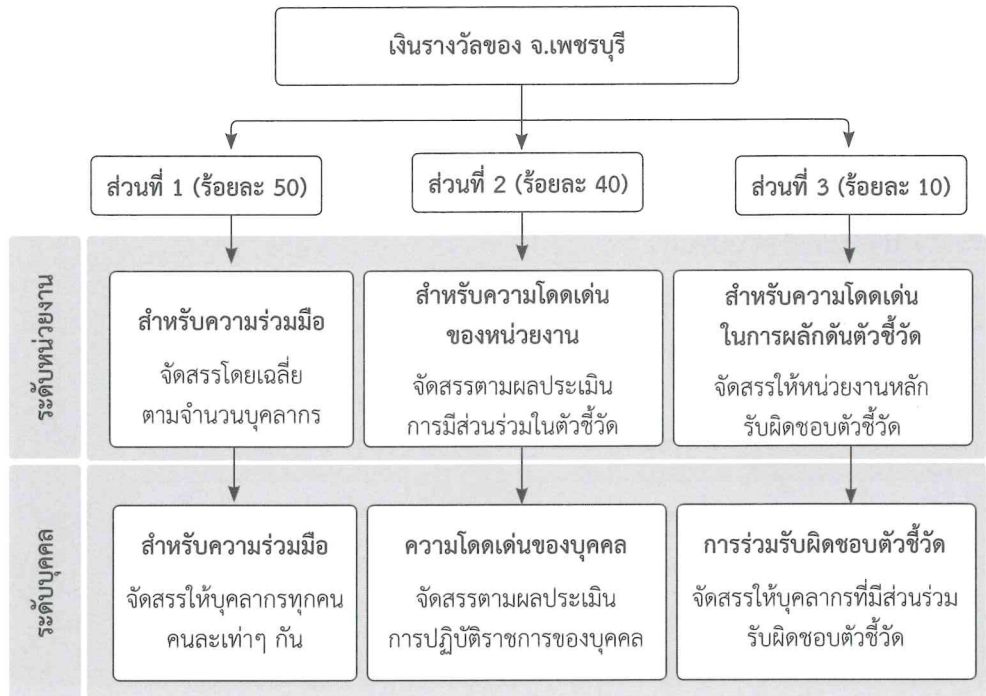 เงินรางวัลของ จ.เพชรบุรี
ส่วนที่ 1 (ร้อยละ 50)
ส่วนที่ 2 (ร้อยละ 40)
ส่วนที่ 3 (ร้อยละ 10)
ระดับหน่วยงาน
สำหรับความร่วมมือ
จัดสรรโดยเฉลี่ย
ตามจำนวนบุคลากร
สำหรับความโดดเด่น
ของหน่วยงาน
จัดสรรตามผลประเมิน
การมีส่วนร่วมในตัวชี้วัด
สำหรับความโดดเด่น
ในการผลักดันตัวชี้วัด
จัดสรรให้หน่วยงานหลัก
รับผิดชอบตัวชี้วัด
ระดับบุคคล
สำหรับความร่วมมือ
จัดสรรให้บุคลากรทุกคน
คนละเท่าๆ กัน
ความโดดเด่นของบุคคล
จัดสรรตามผลประเมิน
การปฏิบัติราชการของบุคคล
การร่วมรับผิดชอบตัวชี้วัด
จัดสรรให้บุคลากรที่มีส่วนร่วม
รับผิดชอบตัวชี้วัด